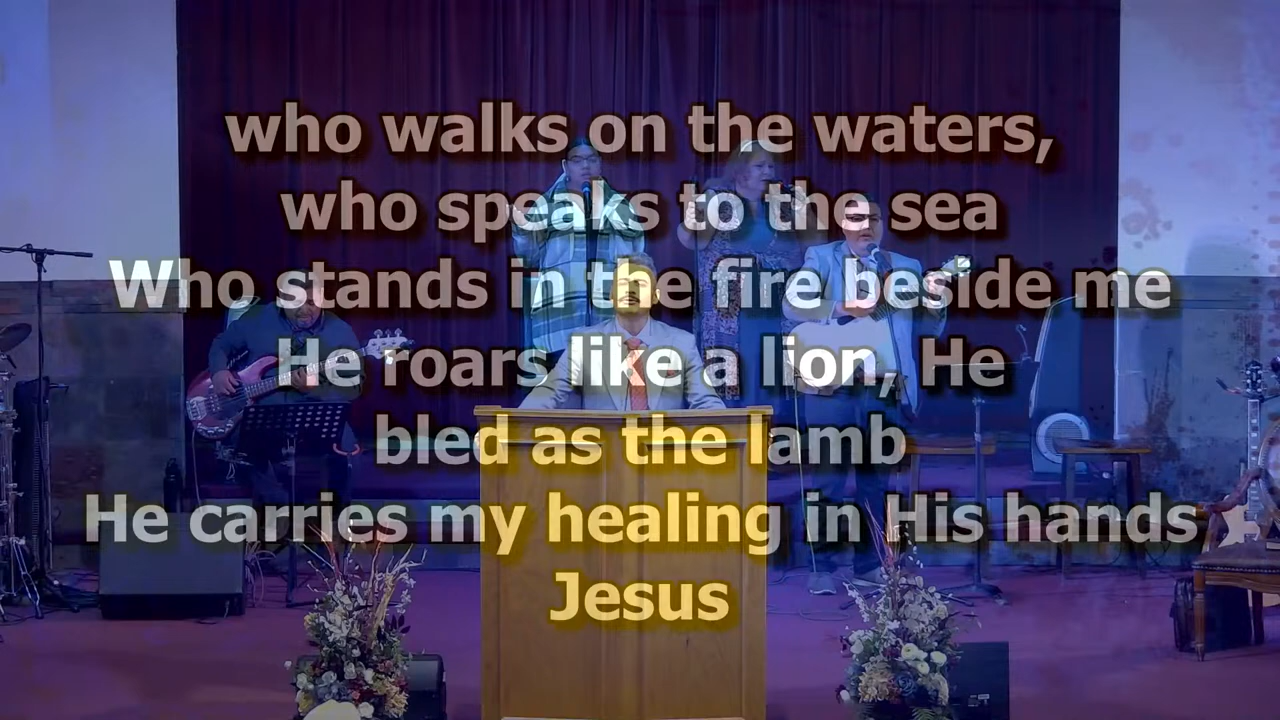 who walks on the waters,
who speaks to the sea
Who stands in the fire beside me
He roars like a lion, He
bled as the lamb
He carries my healing in His hands
Jesus